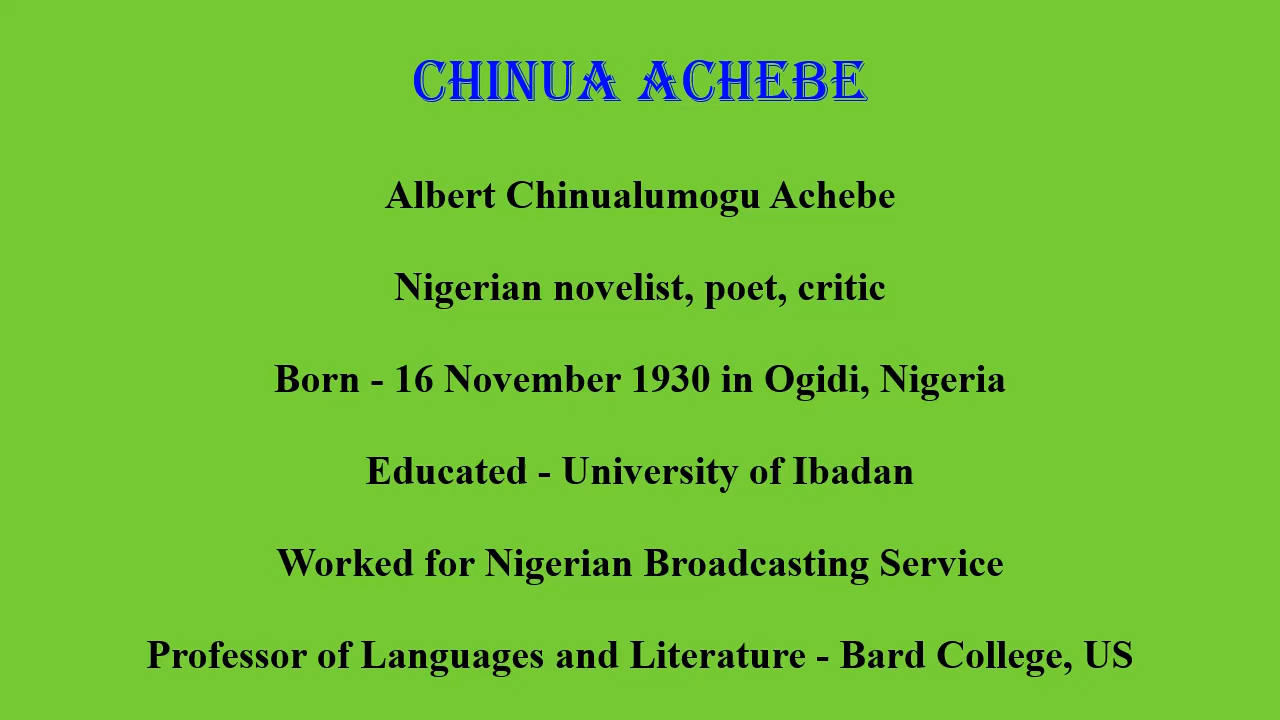 CHINUA ACHEBE
Albert Chinualumogu Achebe
Nigerian novelist, poet, critic
Born - 16 November 1930 in Ogidi, Nigeria
Educated - University of Ibadan
Worked for Nigerian Broadcasting Service
Professor of Languages and Literature - Bard College, US